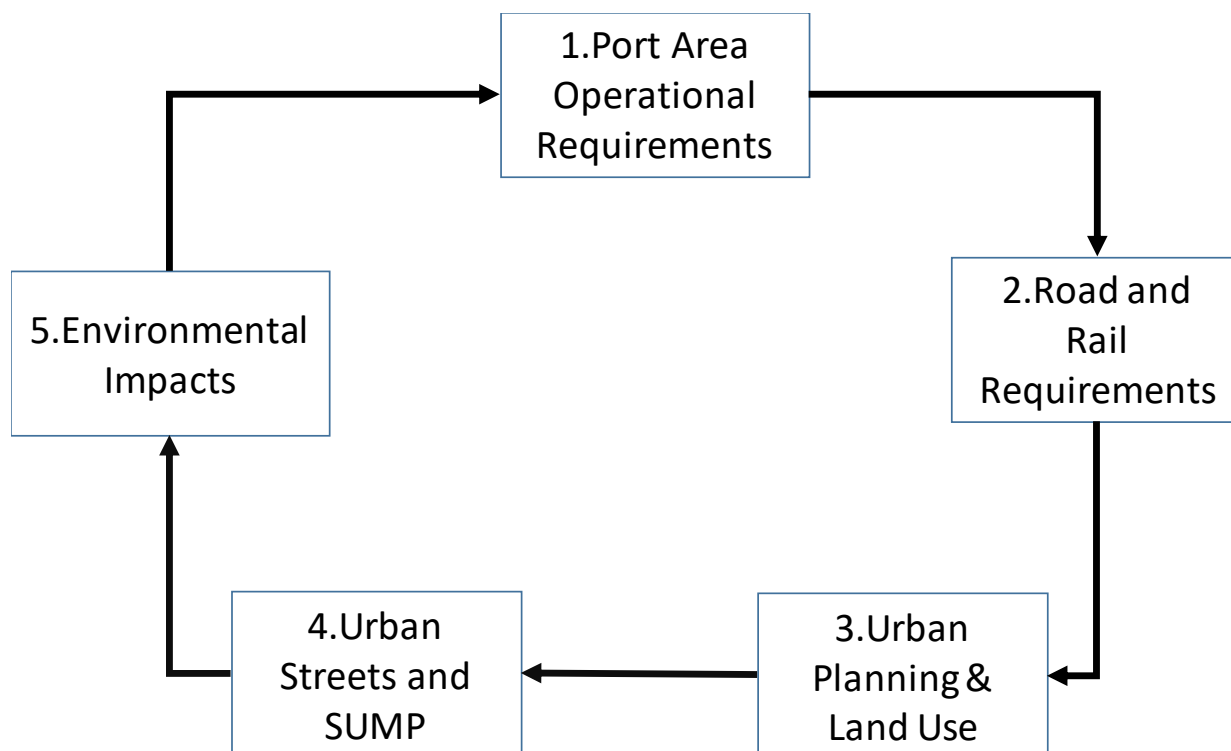 1.Port Area
Operational
Requirements
2.Road and
Rail
Requirements
5.Environmental
Impacts
4.Urban
Streets and
SUMP
3.Urban
Planning &
Land Use